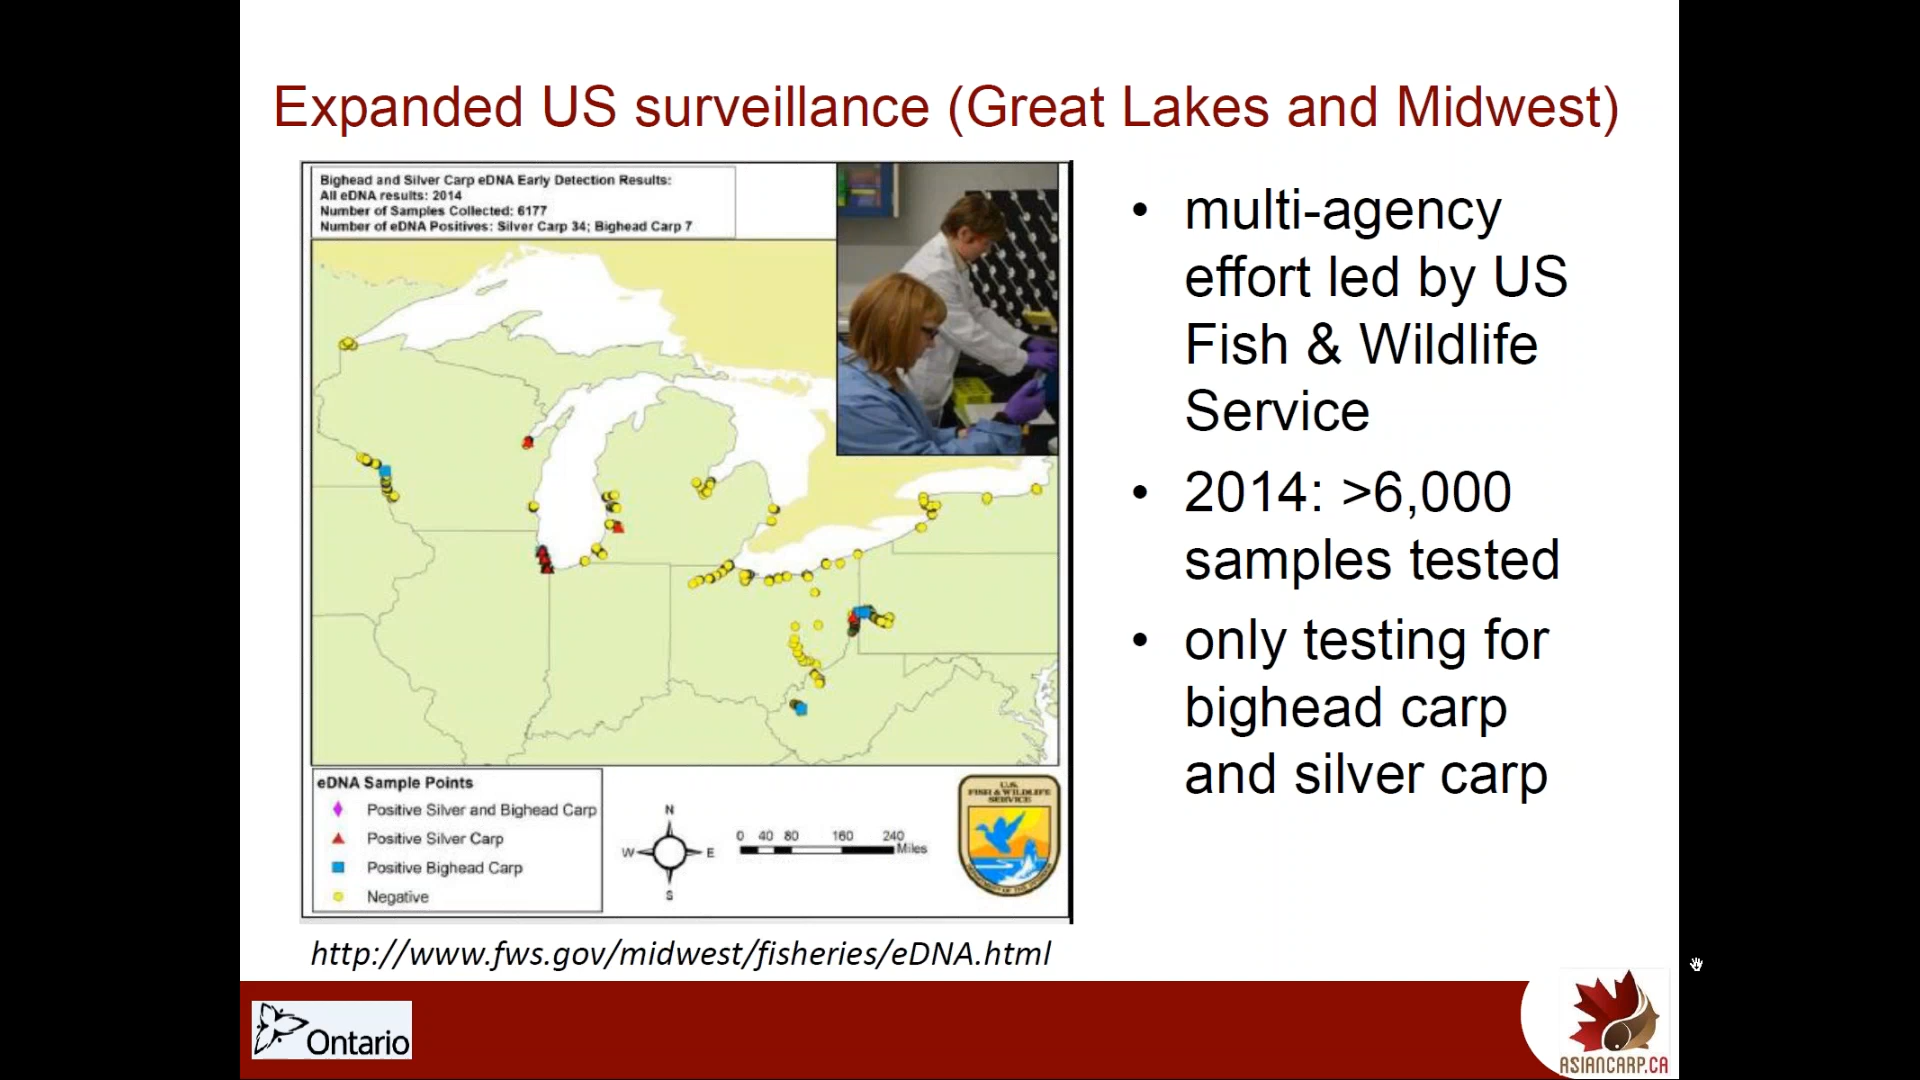 Expanded US surveillance (Great Lakes and Midwest)
Bighead and Silver Carp eDNA Early Detection Results:
All eDNA results: 2014
Number of Samples Collected: 6177
Number of eDNA Positives: Silver Carp 34; Bighead Carp 7
eDNA Sample Points
Positive Silver and Bighead Carp
Positive Silver Carp
Positive Bighead Carp
Negative
N
W E
S
0 40 80 160 240
Miles
U.S.
FISH & WILDLIFE
SERVICE
http://www.fws.gov/midwest/fisheries/eDNA.html
• multi-agency
effort led by US
Fish & Wildlife
Service
• 2014: >6,000
samples tested
• only testing for
bighead carp
and silver carp
Ontario
ASIANCARP.CA